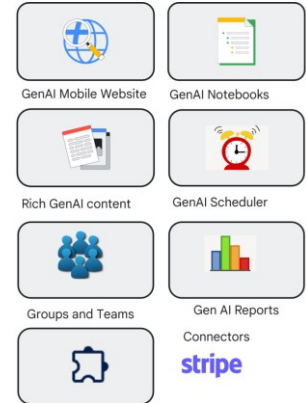 GenAI Mobile Website
GenAI Notebooks
Rich GenAI content
GenAI Scheduler
Groups and Teams
Gen AI Reports
Connectors
stripe